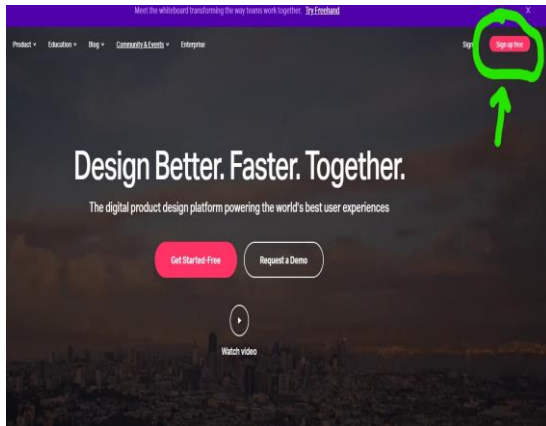 Meet the whiteboard transforming the way teams work together. Try Freehand X
Product Education Blog Community & Events Enterprise Sign up free
Design Better. Faster. Together.
The digital product design platform powering the world's best user experiences
Get Started-Free Request a Demo
Watch video